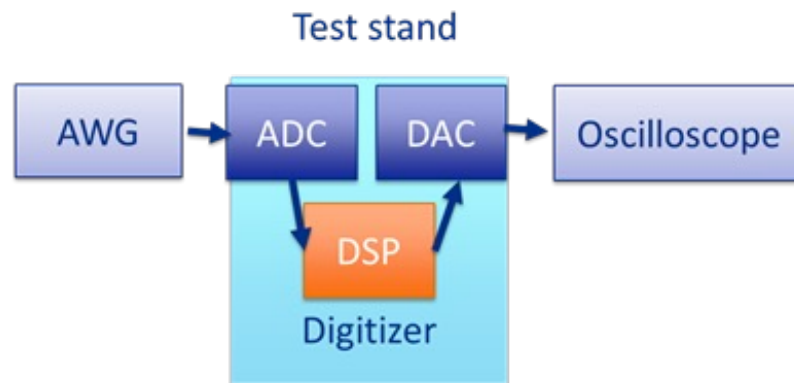 Test stand
AWG
ADC
DAC
Oscilloscope
DSP
Digitizer